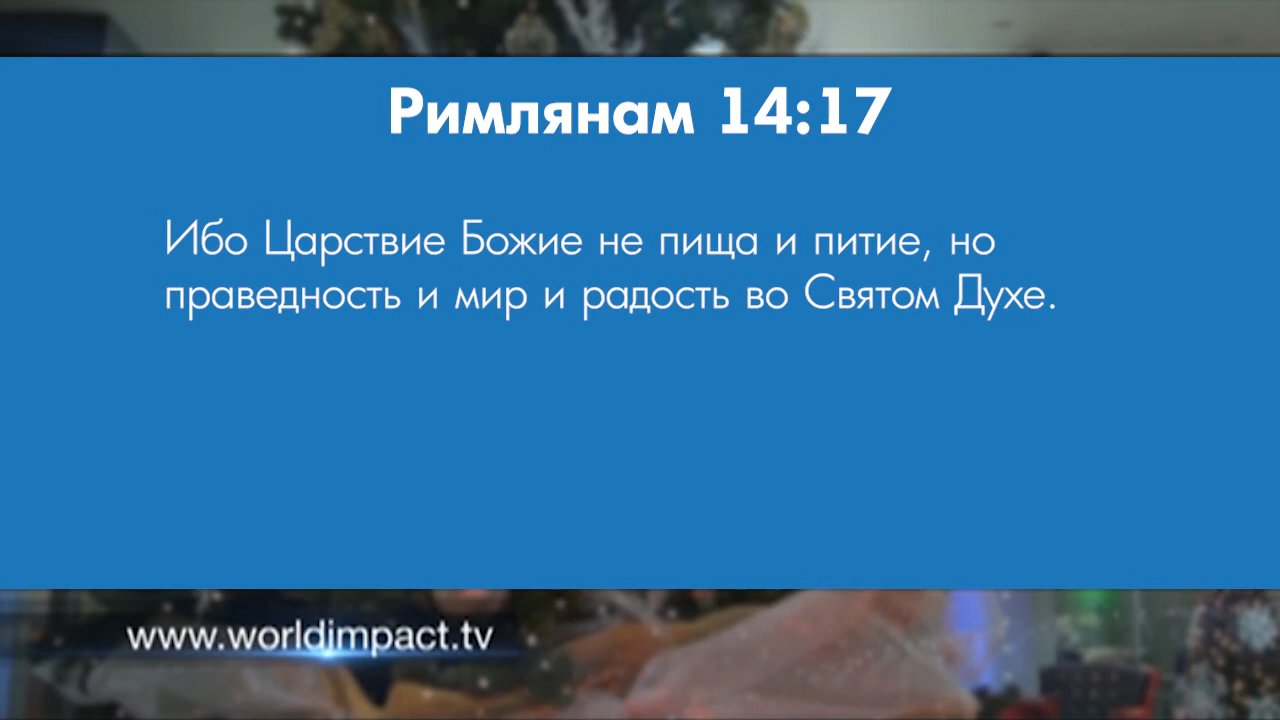 Римлянам 14:17
Ибо Царствие Божие не пища и питие, но
праведность и мир и радость во Святом Духе.
www.worldimpact.tv